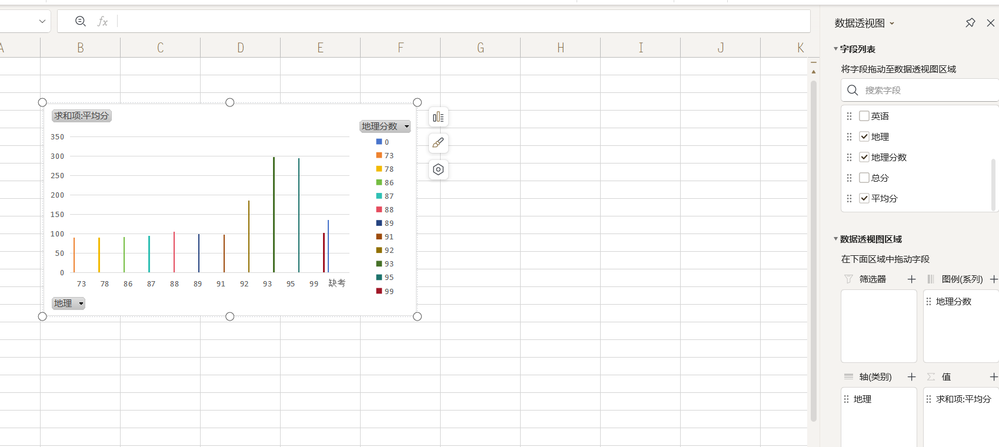 fx
A B C D E F G H I J K
求和项:平均分
地理分数
350
300
250
200
150
100
50
0
73 78 86 87 88 89 91 92 93 95 99 缺考
0
73
78
86
87
88
89
91
92
93
95
99
地理
数据透视图
字段列表
将字段拖动至数据透视图区域
搜索字段
英语
地理
地理分数
总分
平均分
数据透视图区域
在下面区域中拖动字段
筛选器
图例(系列)
地理分数
轴(类别)
值
地理
求和项:平均分